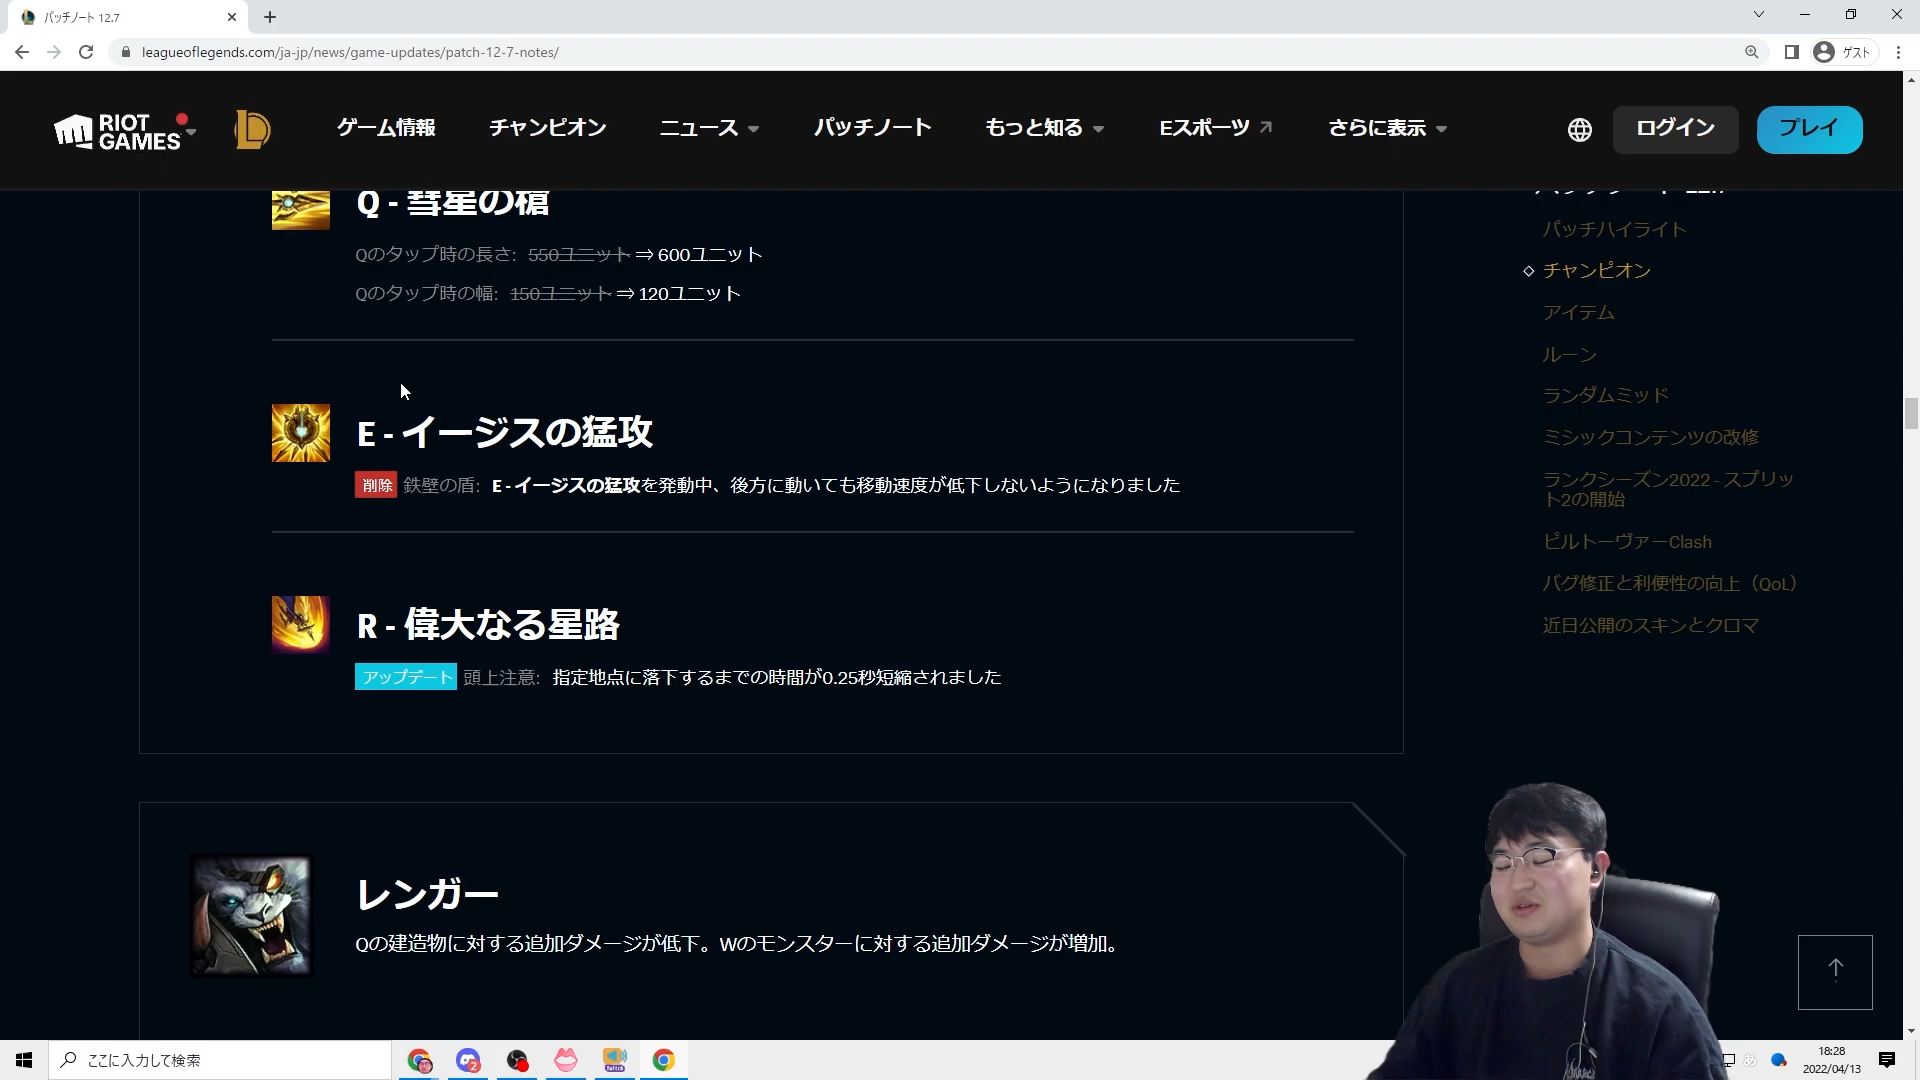 パッチノート 12.7
leagueoflegends.com/ja-jp/news/game-updates/patch-12-7-notes/
ゲスト
RIOT GAMES
ゲーム情報
チャンピオン
ニュース
パッチノート
もっと知る
Eスポーツ
さらに表示
ログイン
プレイ
Q - 彗星の槍
Qのタップ時の長さ: 550ユニット ⇒ 600ユニット
Qのタップ時の幅: 150ユニット ⇒ 120ユニット
E - イージスの猛攻
削除 鉄壁の盾: E - イージスの猛攻を発動中、後方に動いても移動速度が低下しないようになりました
R - 偉大なる星路
アップデート 頭上注意: 指定地点に落下するまでの時間が0.25秒短縮されました
レンガー
Qの建造物に対する追加ダメージが低下。Wのモンスターに対する追加ダメージが増加。
パッチハイライト
チャンピオン
アイテム
ルーン
ランダムミッド
ミシックコンテンツの改修
ランクシーズン2022 - スプリッ
ト2の開始
ピルトーヴァーClash
バグ修正と利便性の向上（QoL）
近日公開のスキンとクロマ
ここに入力して検索
2
Twitch
あ
18:28
2022/04/13